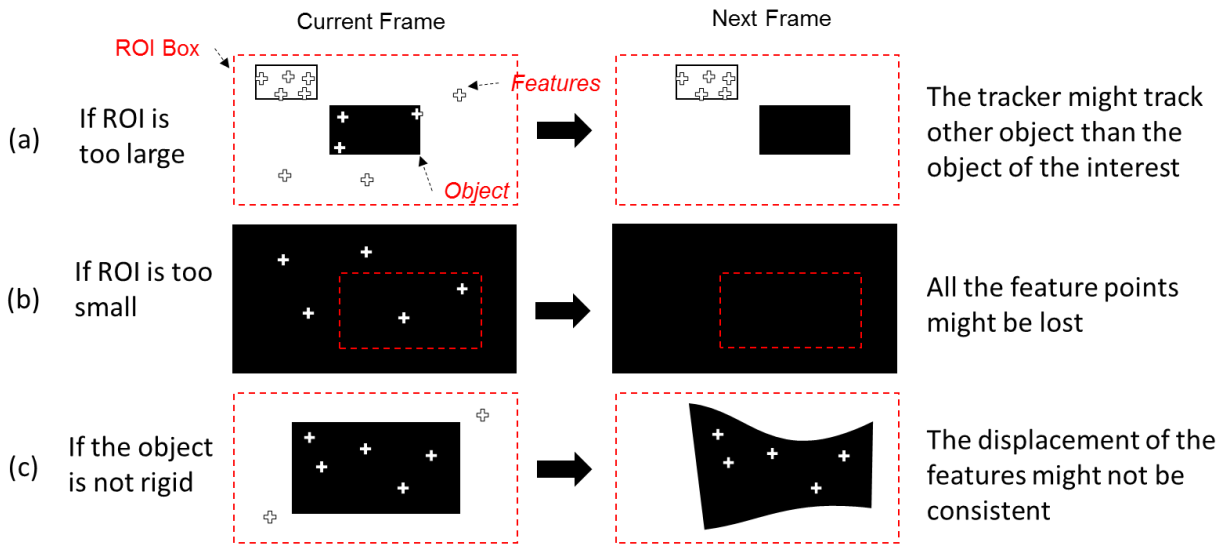 Current Frame
Next Frame
ROI Box
Features
Object
(a)
If ROI is
too large
The tracker might track
other object than the
object of the interest
(b)
If ROI is too
small
All the feature points
might be lost
(c)
If the object
is not rigid
The displacement of the
features might not be
consistent